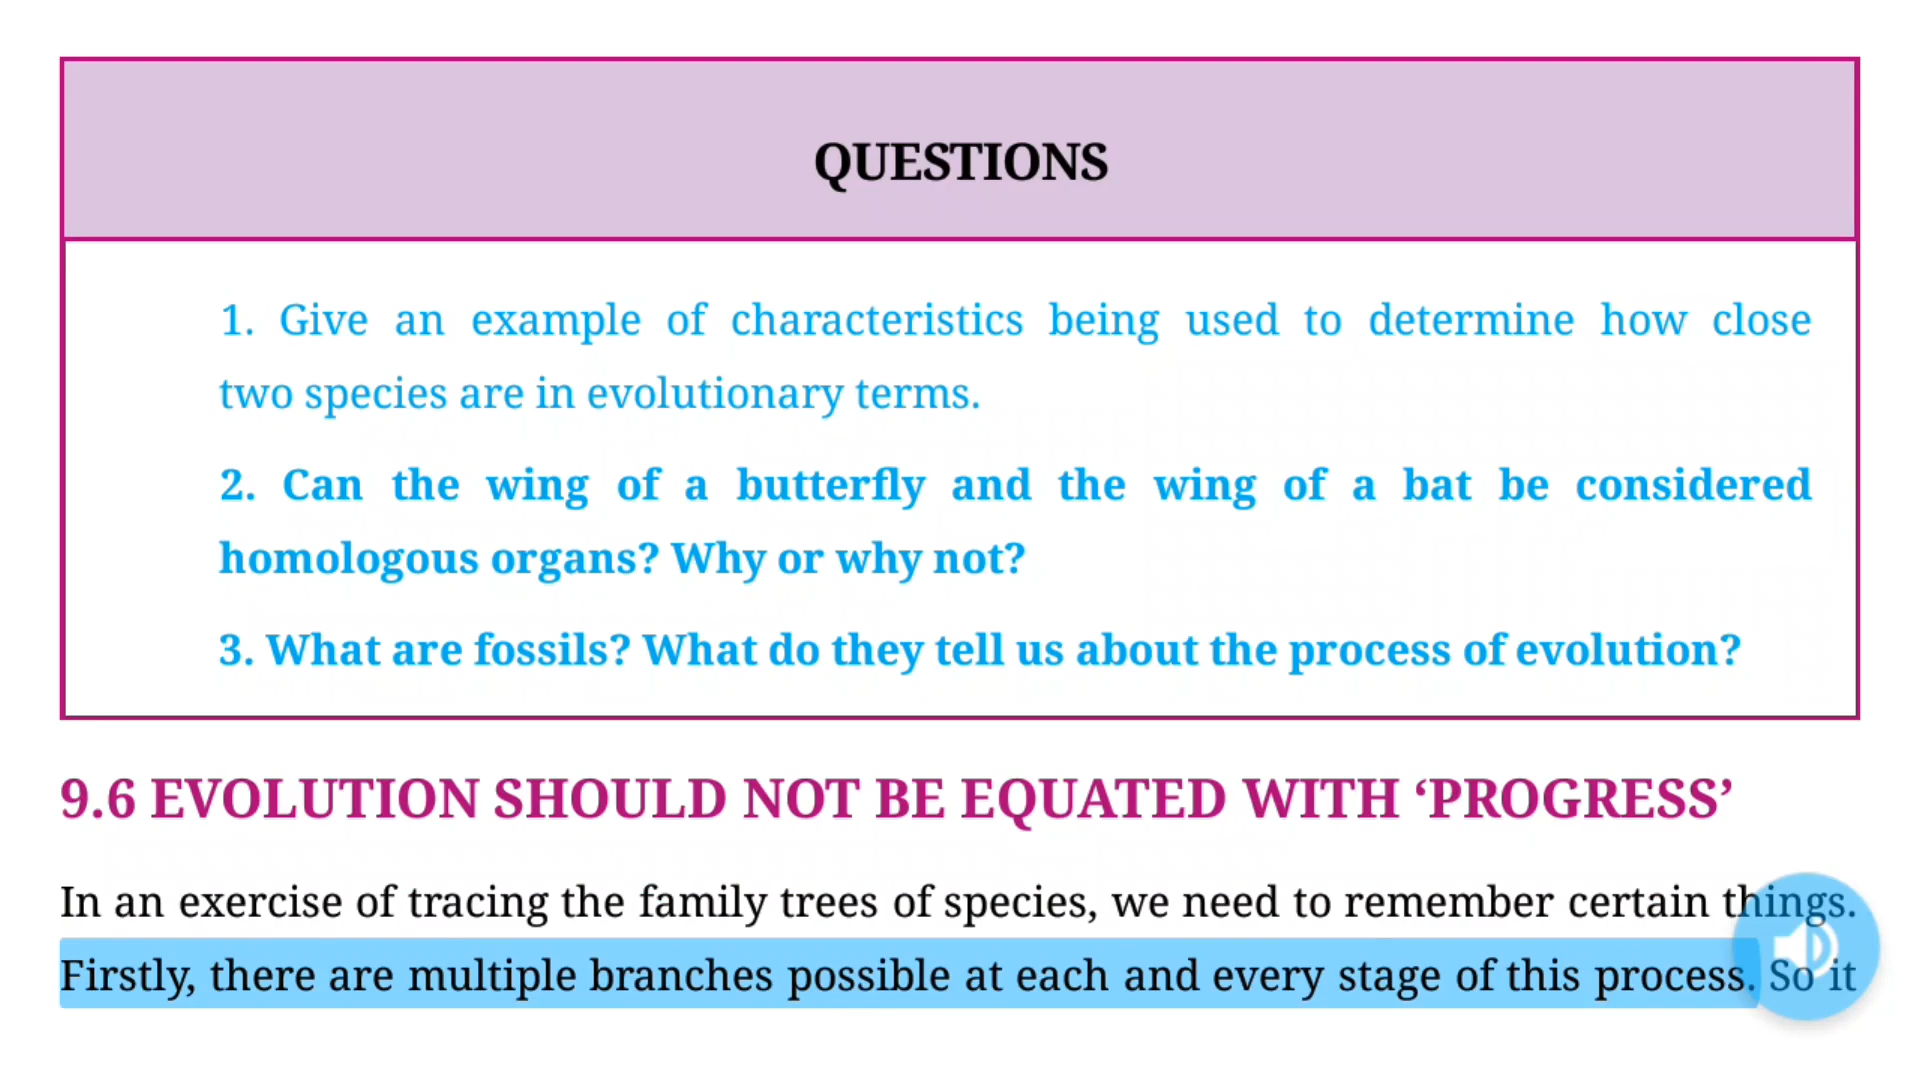 QUESTIONS
1. Give an example of characteristics being used to determine how close
two species are in evolutionary terms.
2. Can the wing of a butterfly and the wing of a bat be considered
homologous organs? Why or why not?
3. What are fossils? What do they tell us about the process of evolution?
9.6 EVOLUTION SHOULD NOT BE EQUATED WITH ‘PROGRESS’
In an exercise of tracing the family trees of species, we need to remember certain things.
Firstly, there are multiple branches possible at each and every stage of this process. So it